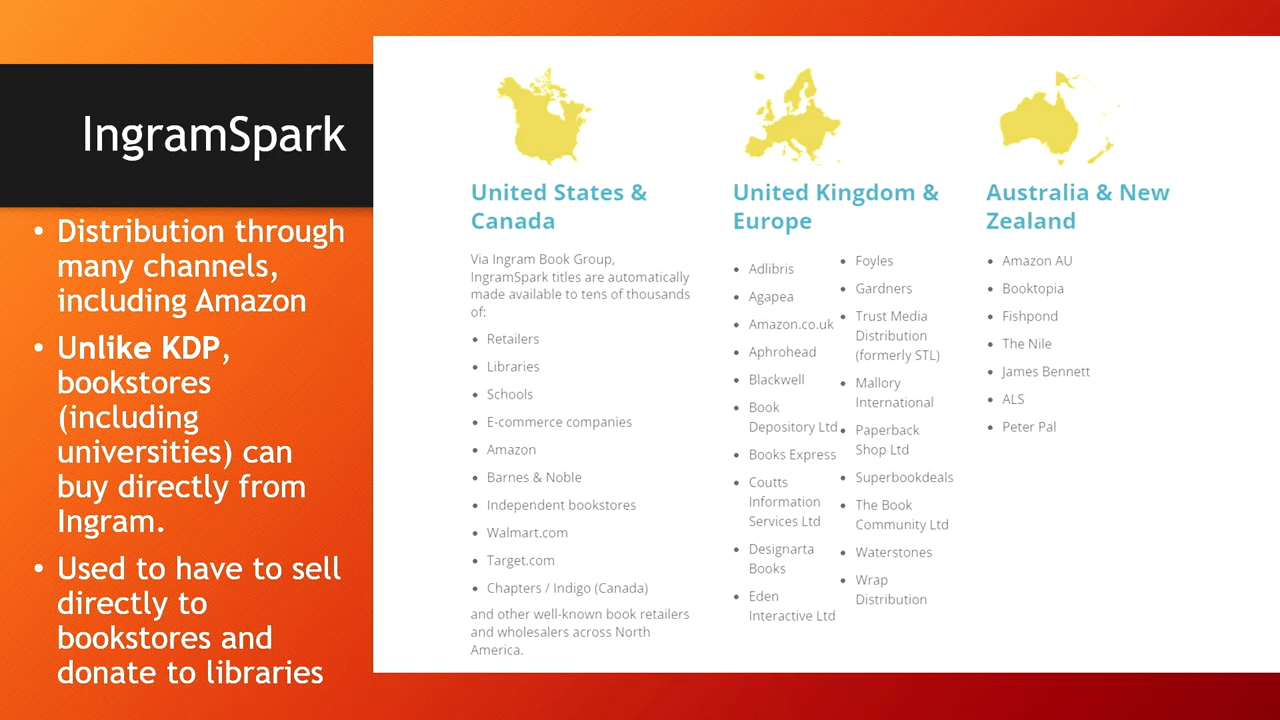 IngramSpark
• Distribution through
many channels,
including Amazon
• Unlike KDP,
bookstores
(including
universities) can
buy directly from
Ingram.
• Used to have to sell
directly to
bookstores and
donate to libraries
United States &
Canada
Via Ingram Book Group,
IngramSpark titles are automatically
made available to tens of thousands
of:
• Retailers
• Libraries
• Schools
• E-commerce companies
• Amazon
• Barnes & Noble
• Independent bookstores
• Walmart.com
• Target.com
• Chapters / Indigo (Canada)
and other well-known book retailers
and wholesalers across North
America.
United Kingdom &
Europe
• Adlibris
• Agapea
• Amazon.co.uk
• Aphrohead
• Blackwell
• Book
Depository Ltd
• Books Express
• Coutts
Information
Services Ltd
• Designarta
Books
• Eden
Interactive Ltd
• Foyles
• Gardners
• Trust Media
Distribution
(formerly STL)
• Mallory
International
• Paperback
Shop Ltd
• Superbookdeals
• The Book
Community Ltd
• Waterstones
• Wrap
Distribution
Australia & New
Zealand
• Amazon AU
• Booktopia
• Fishpond
• The Nile
• James Bennett
• ALS
• Peter Pal